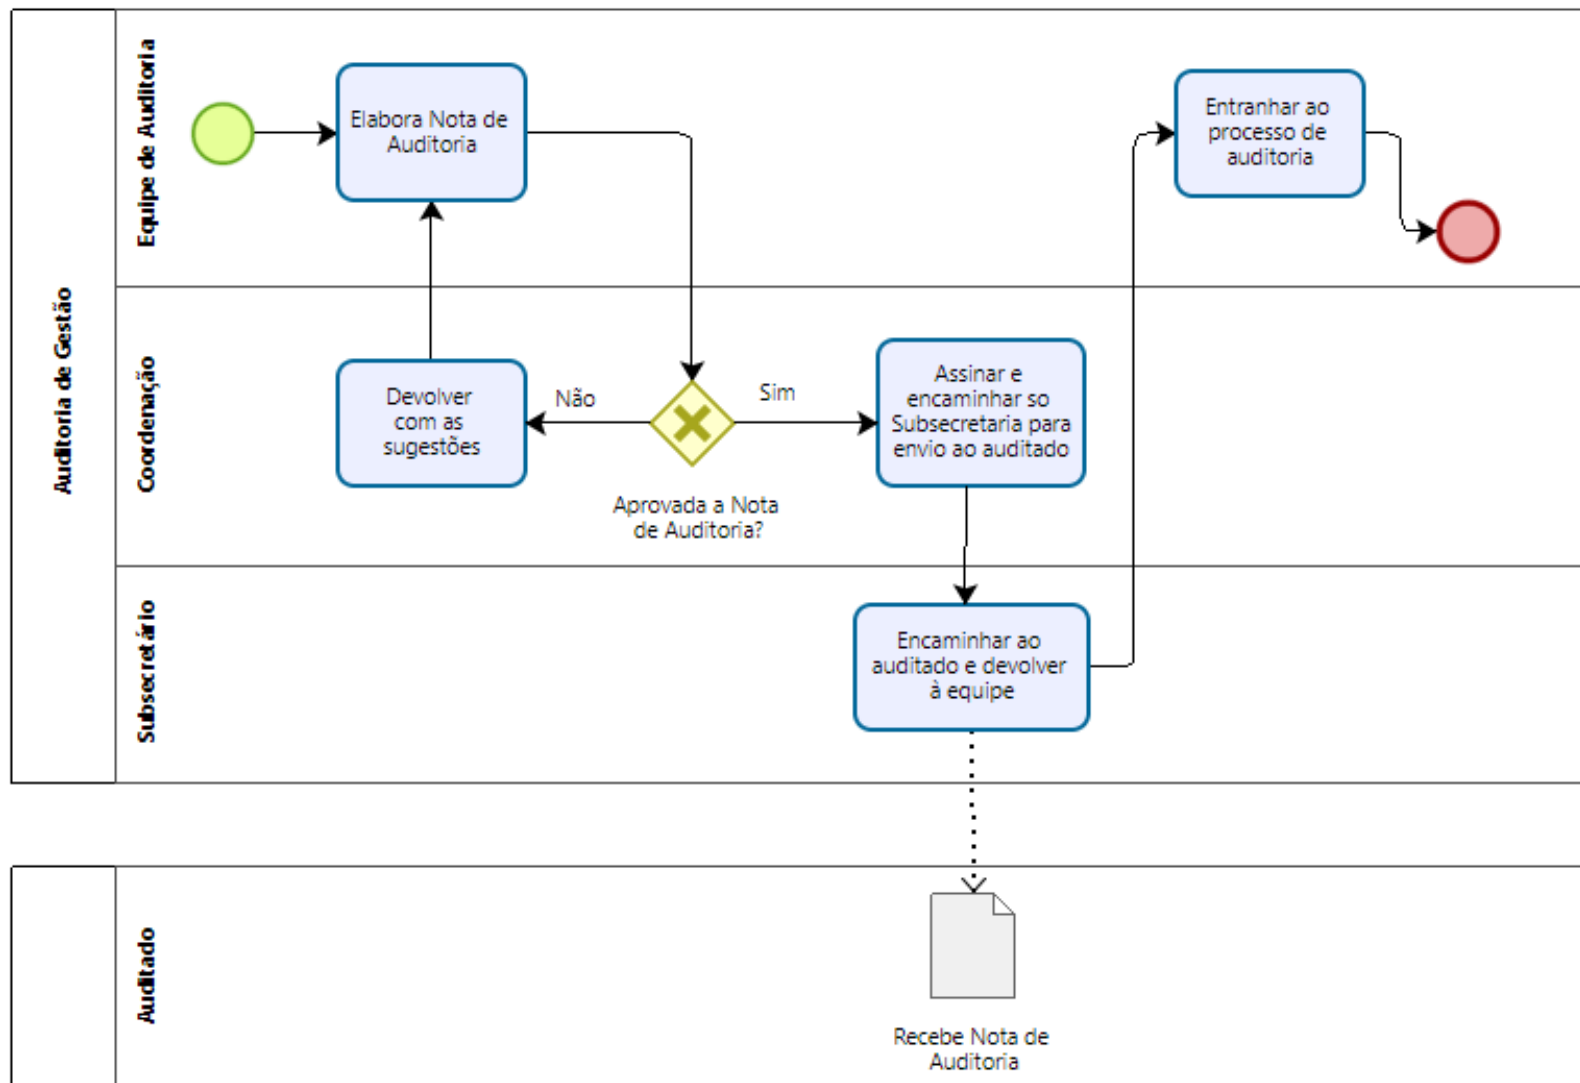 Auditoria de Gestão
Equipe de Auditoria
Elabora Nota de
Auditoria
Entranhar ao
processo de
auditoria
Coordenação
Devolver
com as
sugestões
Não
Sim
Aprovada a Nota
de Auditoria?
Assinar e
encaminhar so
Subsecretaria para
envio ao auditado
Subsecretário
Encaminhar ao
auditado e devolver
à equipe
Auditado
Recebe Nota de
Auditoria